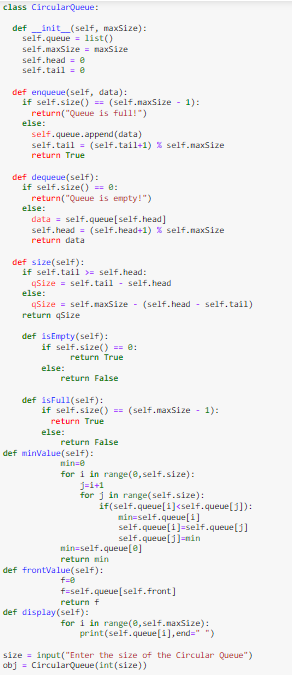 class CircularQueue:
def __init__(self, maxSize):
self.queue = list()
self.maxSize = maxSize
self.head = 0
self.tail = 0
def enqueue(self, data):
if self.size() == (self.maxSize - 1):
return("Queue is full!")
else:
self.queue.append(data)
self.tail = (self.tail+1) % self.maxSize
return True
def dequeue(self):
if self.size() == 0:
return("Queue is empty!")
else:
data = self.queue[self.head]
self.head = (self.head+1) % self.maxSize
return data
def size(self):
if self.tail >= self.head:
qSize = self.tail - self.head
else:
qSize = self.maxSize - (self.head - self.tail)
return qSize
def isEmpty(self):
if self.size() == 0:
return True
else:
return False
def isFull(self):
if self.size() == (self.maxSize - 1):
return True
else:
return False
def minValue(self):
min=0
for i in range(0,self.size):
j=i+1
for j in range(self.size):
if(self.queue[i]<self.queue[j]):
min=self.queue[i]
self.queue[i]=self.queue[j]
self.queue[j]=min
min=self.queue[0]
return min
def frontValue(self):
f=0
f=self.queue[self.front]
return f
def display(self):
for i in range(0,self.maxSize):
print(self.queue[i],end=" ")
size = input("Enter the size of the Circular Queue")
obj = CircularQueue(int(size))